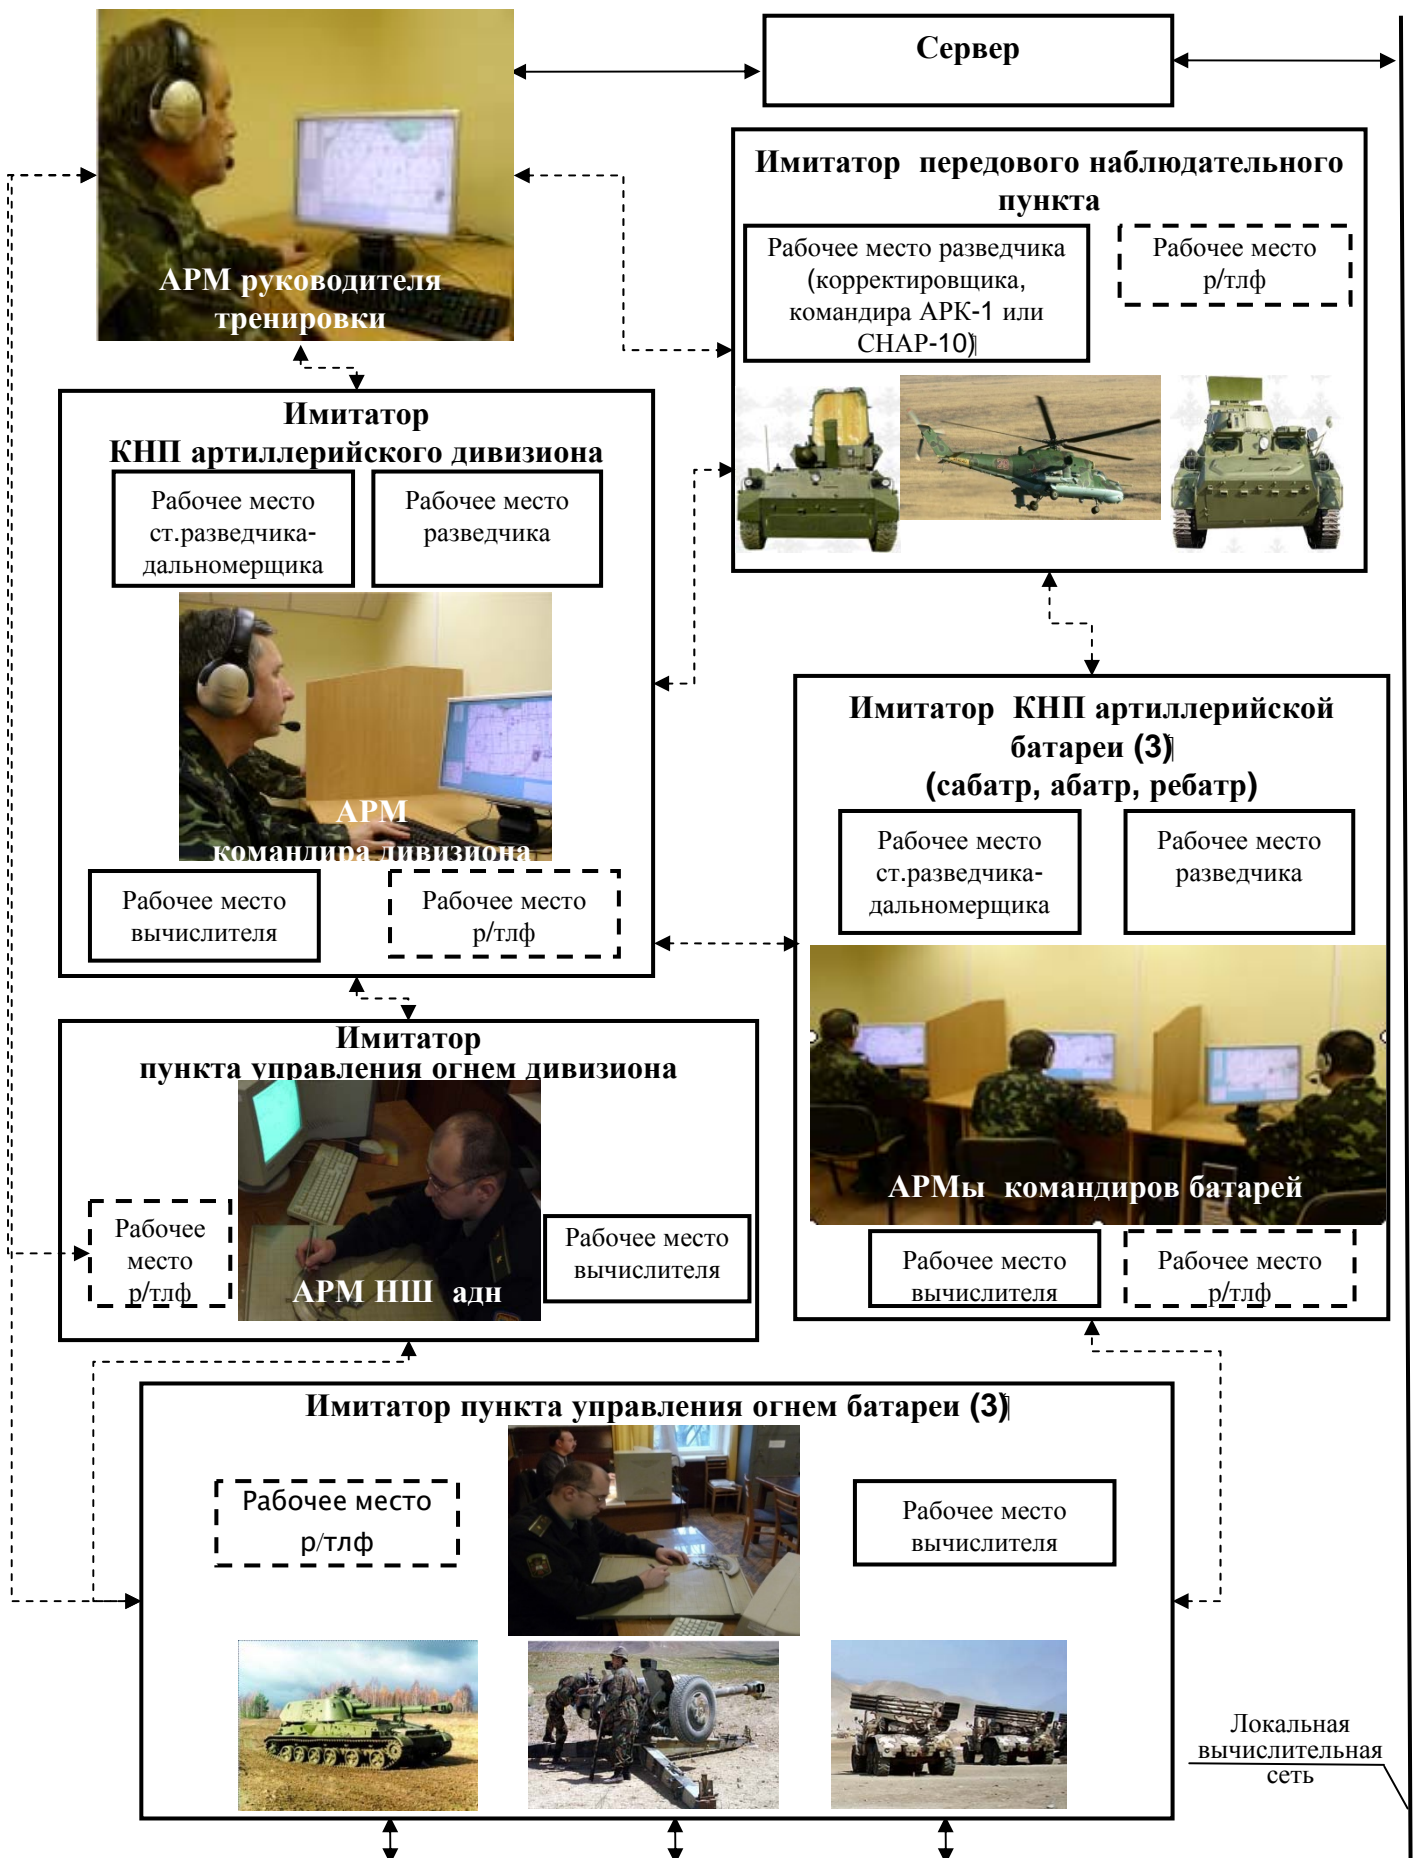 Сервер
АРМ руководителя
тренировки
Имитатор передового наблюдательного
пункта
Рабочее место разведчика
(корректировщика,
командира АРК-1 или
СНАР-10)
Рабочее место
р/тлф
Имитатор
КНП артиллерийского дивизиона
Рабочее место
ст.разведчика-
дальномерщика
Рабочее место
разведчика
АРМ
командира дивизиона
Рабочее место
вычислителя
Рабочее место
р/тлф
Имитатор КНП артиллерийской
батареи (3)
(сабатр, абатр, ребатр)
Рабочее место
ст.разведчика-
дальномерщика
Рабочее место
разведчика
АРМы командиров батарей
Рабочее место
вычислителя
Рабочее место
р/тлф
Имитатор
пункта управления огнем дивизиона
Рабочее
место
р/тлф
АРМ НШ адн
Рабочее место
вычислителя
Имитатор пункта управления огнем батареи (3)
Рабочее место
р/тлф
Рабочее место
вычислителя
Локальная
вычислительная
сеть